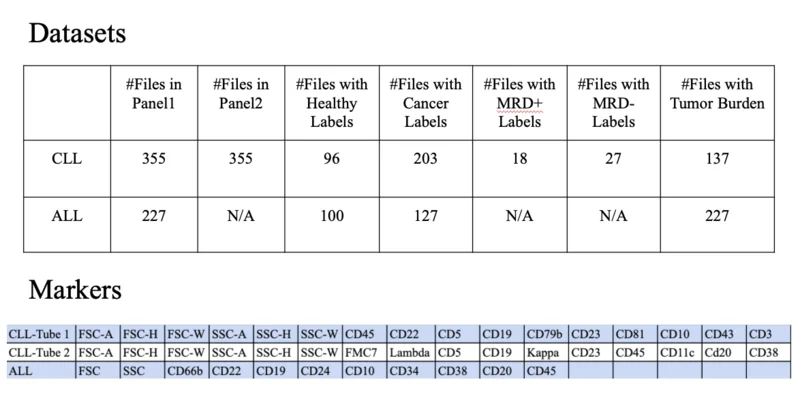 Datasets
#Files in Panel1 #Files in Panel2 #Files with Healthy Labels #Files with Cancer Labels #Files with MRD+ Labels #Files with MRD- Labels #Files with Tumor Burden
CLL 355 355 96 203 18 27 137
ALL 227 N/A 100 127 N/A N/A 227
Markers
CLL-Tube 1 FSC-A FSC-H FSC-W SSC-A SSC-H SSC-W CD45 CD22 CD5 CD19 CD79b CD23 CD81 CD10 CD43 CD3
CLL-Tube 2 FSC-A FSC-H FSC-W SSC-A SSC-H SSC-W FMC7 Lambda CD5 CD19 Kappa CD23 CD45 CD11c Cd20 CD38
ALL FSC SSC CD66b CD22 CD19 CD24 CD10 CD34 CD38 CD20 CD45